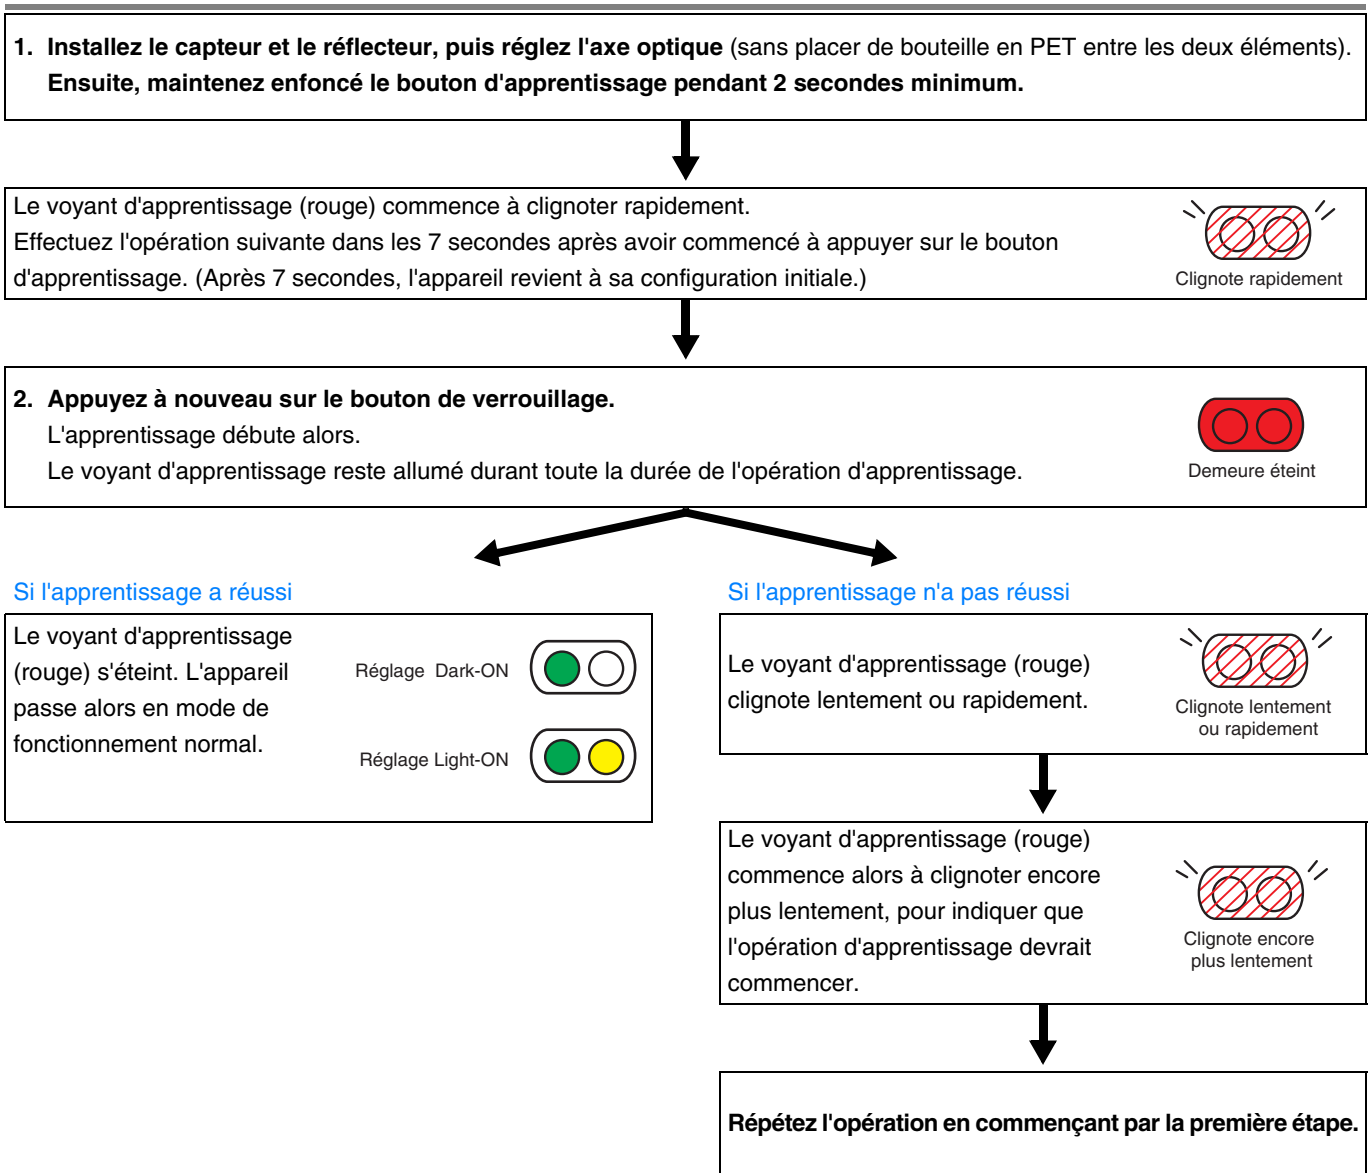 1. Installez le capteur et le réflecteur, puis réglez l'axe optique (sans placer de bouteille en PET entre les deux éléments).
Ensuite, maintenez enfoncé le bouton d'apprentissage pendant 2 secondes minimum.
Le voyant d'apprentissage (rouge) commence à clignoter rapidement.
Effectuez l'opération suivante dans les 7 secondes après avoir commencé à appuyer sur le bouton
d'apprentissage. (Après 7 secondes, l'appareil revient à sa configuration initiale.)
Clignote rapidement
2. Appuyez à nouveau sur le bouton de verrouillage.
L'apprentissage débute alors.
Le voyant d'apprentissage reste allumé durant toute la durée de l'opération d'apprentissage.
Demeure éteint
Si l'apprentissage a réussi
Le voyant d'apprentissage
(rouge) s'éteint. L'appareil
passe alors en mode de
fonctionnement normal.
Réglage Dark-ON
Réglage Light-ON
Si l'apprentissage n'a pas réussi
Le voyant d'apprentissage (rouge)
clignote lentement ou rapidement.
Clignote lentement
ou rapidement
Le voyant d'apprentissage (rouge)
commence alors à clignoter encore
plus lentement, pour indiquer que
l'opération d'apprentissage devrait
commencer.
Clignote encore
plus lentement
Répétez l'opération en commençant par la première étape.